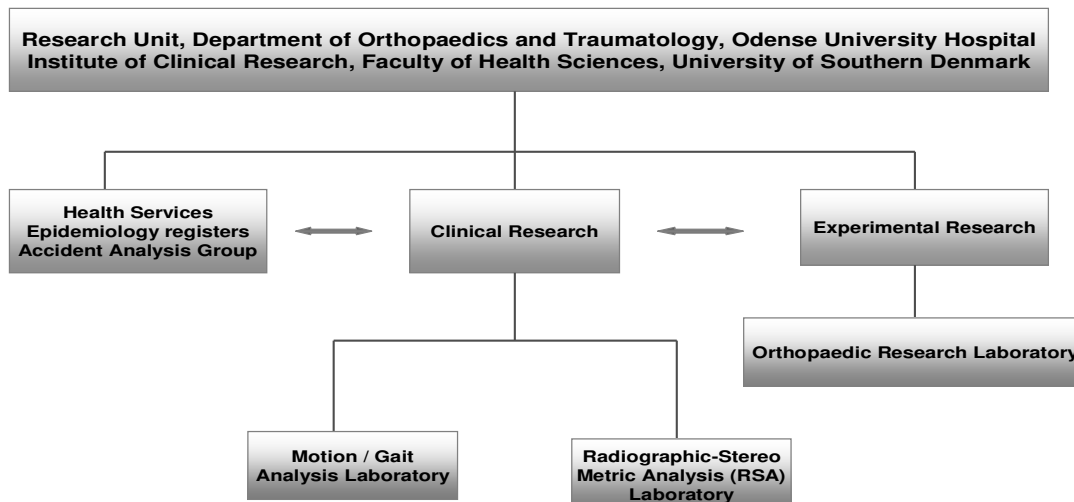 Research Unit, Department of Orthopaedics and Traumatology, Odense University Hospital
Institute of Clinical Research, Faculty of Health Sciences, University of Southern Denmark
Health Services
Epidemiology registers
Accident Analysis Group
Clinical Research
Experimental Research
Orthopaedic Research Laboratory
Motion / Gait
Analysis Laboratory
Radiographic-Stereo
Metric Analysis (RSA)
Laboratory